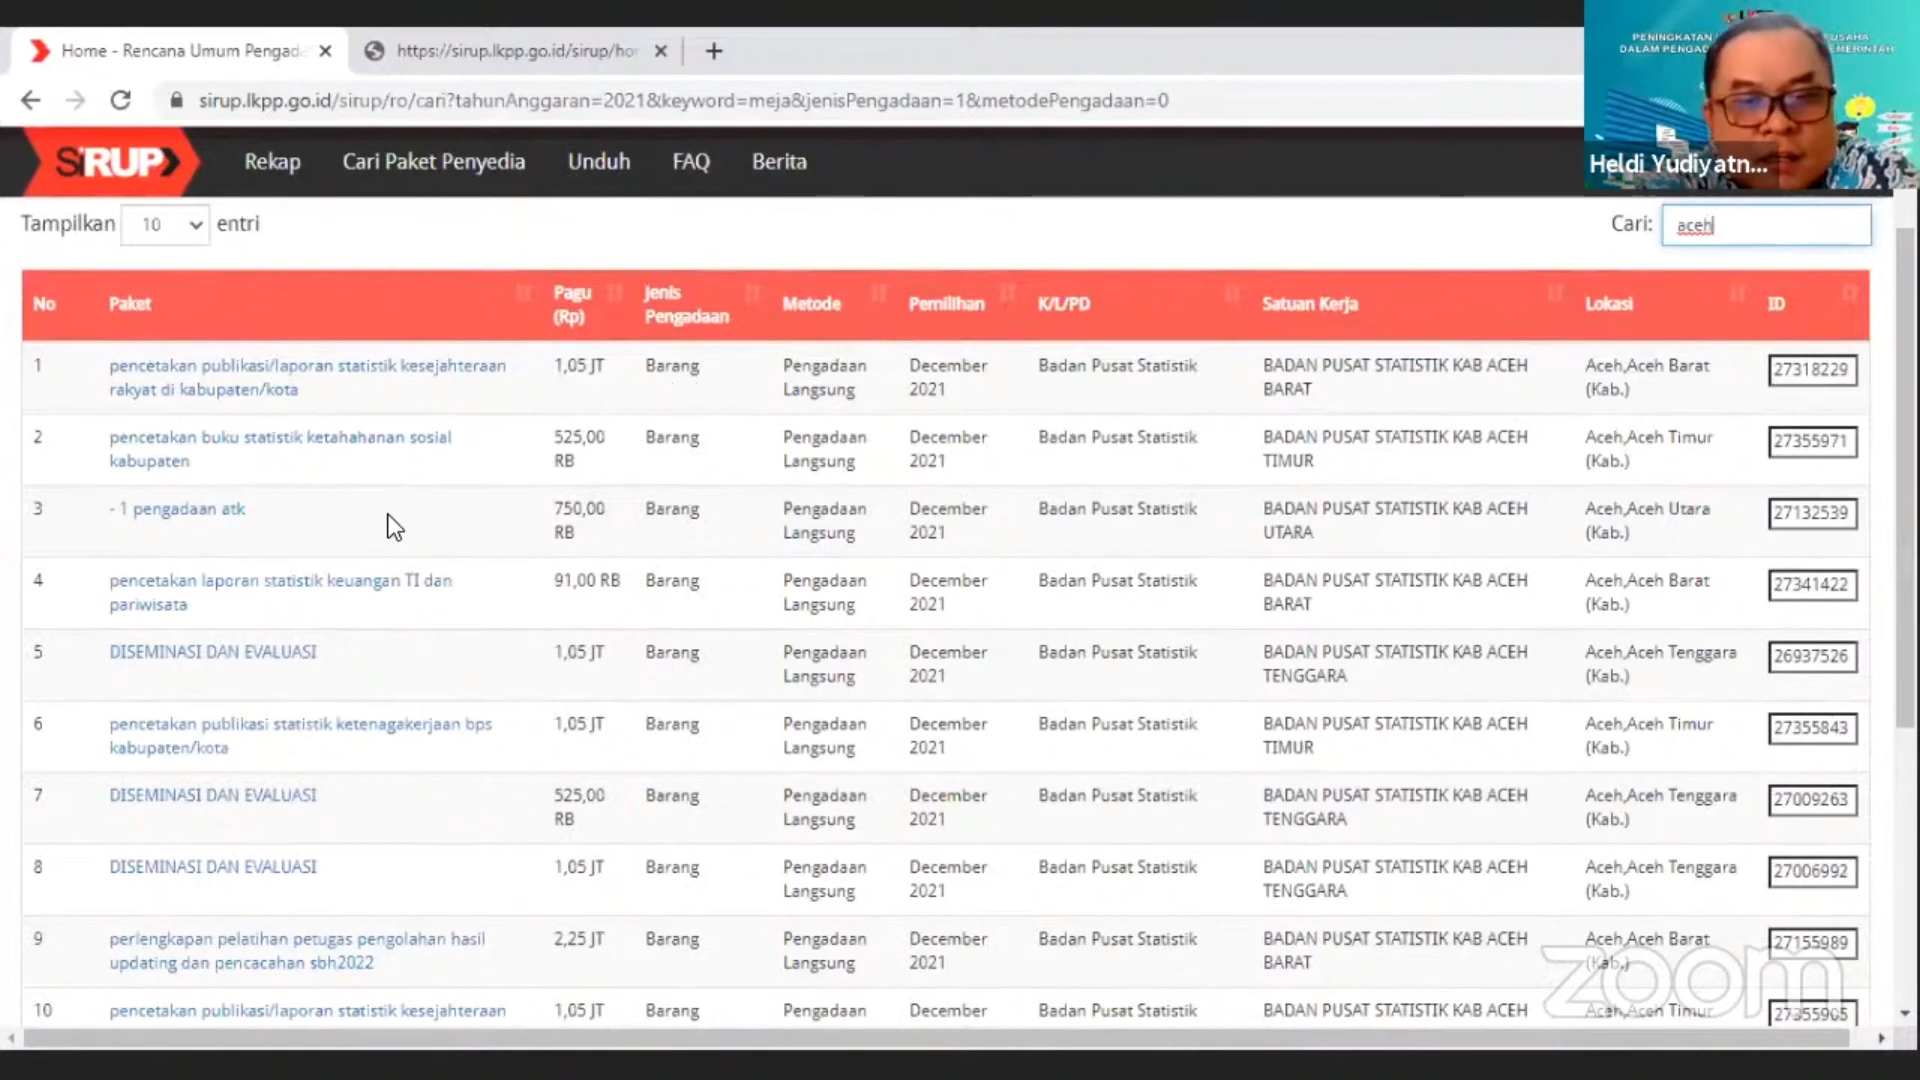 Home - Rencana Umum Pengad
https://sirup.lkpp.go.id/sirup/ho
sirup.lkpp.go.id/sirup/ro/cari?tahunAnggaran=2021&keyword=meja&jenisPengadaan=1&metodePengadaan=0
PENINGKATAN
USAHA
DALAM PENGAD
EMERINTAH
Heldi Yudiyatn...
SiRUP
Rekap
Cari Paket Penyedia
Unduh
FAQ
Berita
Tampilkan 10 entri
Cari: aceh
No Paket Pagu (Rp) Jenis Pengadaan Metode Pemilihan K/L/PD Satuan Kerja Lokasi ID
1 pencetakan publikasi/laporan statistik kesejahteraan 1,05 JT Barang Pengadaan December Badan Pusat Statistik BADAN PUSAT STATISTIK KAB ACEH Aceh,Aceh Barat 27318229
rakyat di kabupaten/kota Langsung 2021 BARAT (Kab.)
2 pencetakan buku statistik ketahahanan sosial 525,00 Barang Pengadaan December Badan Pusat Statistik BADAN PUSAT STATISTIK KAB ACEH Aceh,Aceh Timur 27355971
kabupaten RB Langsung 2021 TIMUR (Kab.)
3 - 1 pengadaan atk 750,00 Barang Pengadaan December Badan Pusat Statistik BADAN PUSAT STATISTIK KAB ACEH Aceh,Aceh Utara 27132539
RB Langsung 2021 UTARA (Kab.)
4 pencetakan laporan statistik keuangan TI dan 91,00 RB Barang Pengadaan December Badan Pusat Statistik BADAN PUSAT STATISTIK KAB ACEH Aceh,Aceh Barat 27341422
pariwisata Langsung 2021 BARAT (Kab.)
5 DISEMINASI DAN EVALUASI 1,05 JT Barang Pengadaan December Badan Pusat Statistik BADAN PUSAT STATISTIK KAB ACEH Aceh,Aceh Tenggara 26937526
Langsung 2021 TENGGARA (Kab.)
6 pencetakan publikasi statistik ketenagakerjaan bps 1,05 JT Barang Pengadaan December Badan Pusat Statistik BADAN PUSAT STATISTIK KAB ACEH Aceh,Aceh Timur 27355843
kabupaten/kota Langsung 2021 TIMUR (Kab.)
7 DISEMINASI DAN EVALUASI 525,00 Barang Pengadaan December Badan Pusat Statistik BADAN PUSAT STATISTIK KAB ACEH Aceh,Aceh Tenggara 27009263
RB Langsung 2021 TENGGARA (Kab.)
8 DISEMINASI DAN EVALUASI 1,05 JT Barang Pengadaan December Badan Pusat Statistik BADAN PUSAT STATISTIK KAB ACEH Aceh,Aceh Tenggara 27006992
Langsung 2021 TENGGARA (Kab.)
9 perlengkapan pelatihan petugas pengolahan hasil 2,25 JT Barang Pengadaan December Badan Pusat Statistik BADAN PUSAT STATISTIK KAB ACEH Aceh,Aceh Barat 27155989
updating dan pencacahan sbh2022 Langsung 2021 BARAT (Kab.)
10 pencetakan publikasi/laporan statistik kesejahteraan 1,05 JT Barang Pengadaan December Badan Pusat Statistik BADAN PUSAT STATISTIK KAB ACEH Aceh,Aceh Timur 27355905
zoom